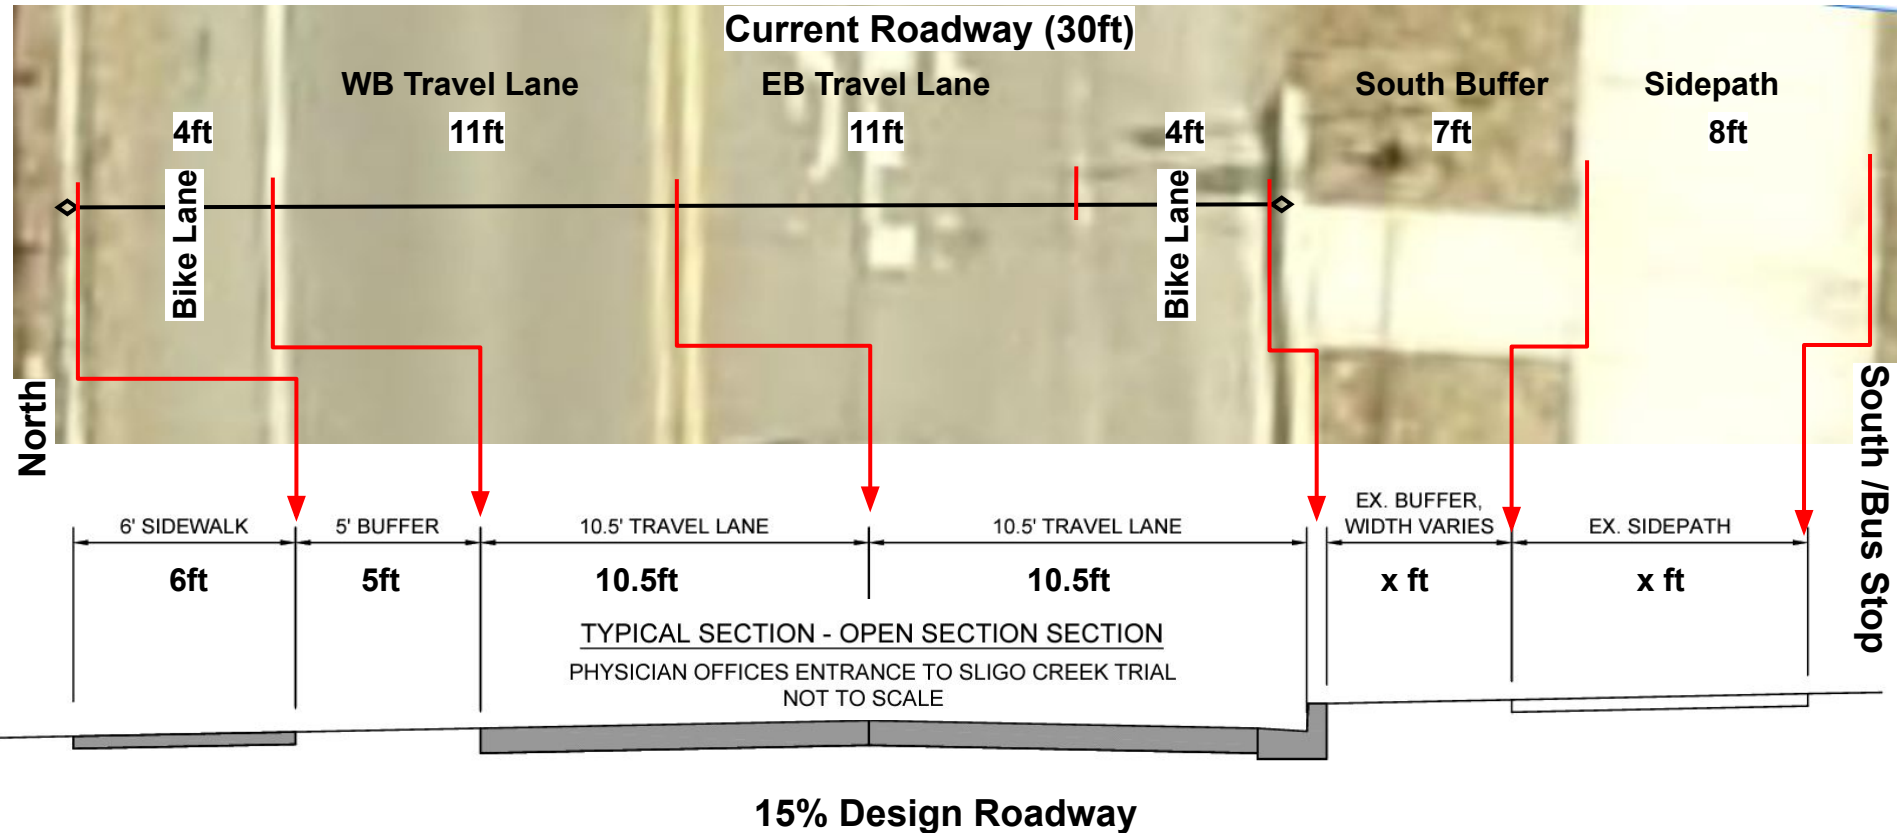 Current Roadway (30ft)
WB Travel Lane
EB Travel Lane
South Buffer
Sidepath
4ft
11ft
11ft
4ft
7ft
8ft
Bike Lane
Bike Lane
North
South /Bus Stop
6' SIDEWALK
5' BUFFER
10.5' TRAVEL LANE
10.5' TRAVEL LANE
EX. BUFFER,
WIDTH VARIES
EX. SIDEPATH
6ft
5ft
10.5ft
10.5ft
x ft
x ft
TYPICAL SECTION - OPEN SECTION SECTION
PHYSICIAN OFFICES ENTRANCE TO SLIGO CREEK TRIAL
NOT TO SCALE
15% Design Roadway